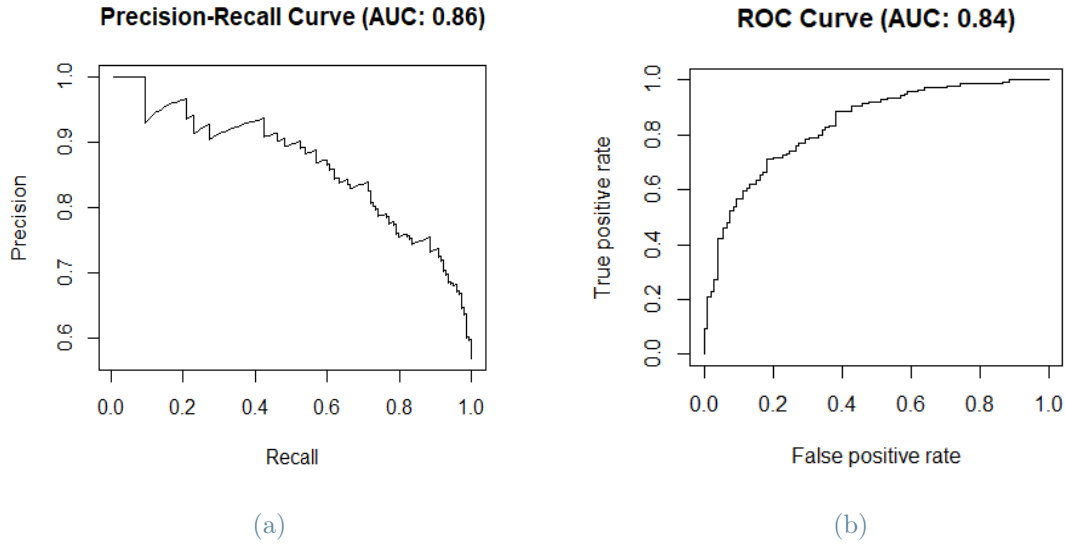 Precision-Recall Curve (AUC: 0.86)
Precision
1.0
0.9
0.8
0.7
0.6
0.0 0.2 0.4 0.6 0.8 1.0
Recall
(a)
ROC Curve (AUC: 0.84)
True positive rate
1.0
0.8
0.6
0.4
0.2
0.0
0.0 0.2 0.4 0.6 0.8 1.0
False positive rate
(b)